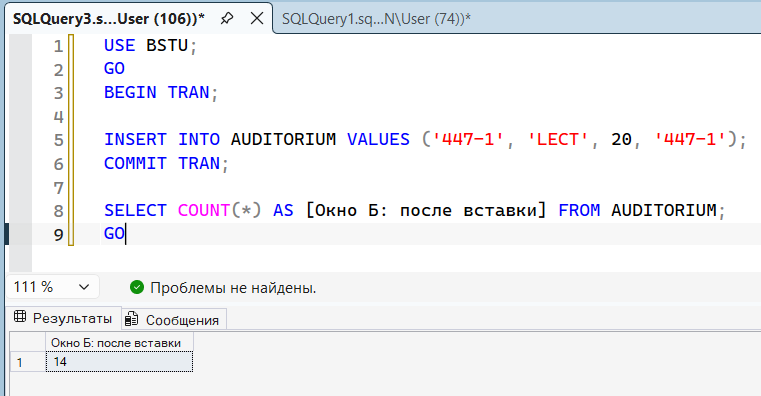 SQLQuery3.s...User (106))*
SQLQuery1.sq...N\User (74))*
1 USE BSTU;
2 GO
3 BEGIN TRAN;
4
5 INSERT INTO AUDITORIUM VALUES ('447-1', 'LECT', 20, '447-1');
6 COMMIT TRAN;
7
8 SELECT COUNT(*) AS [Окно Б: после вставки] FROM AUDITORIUM;
9 GO
111 % Проблемы не найдены.
Результаты Сообщения
Окно Б: после вставки
1 14